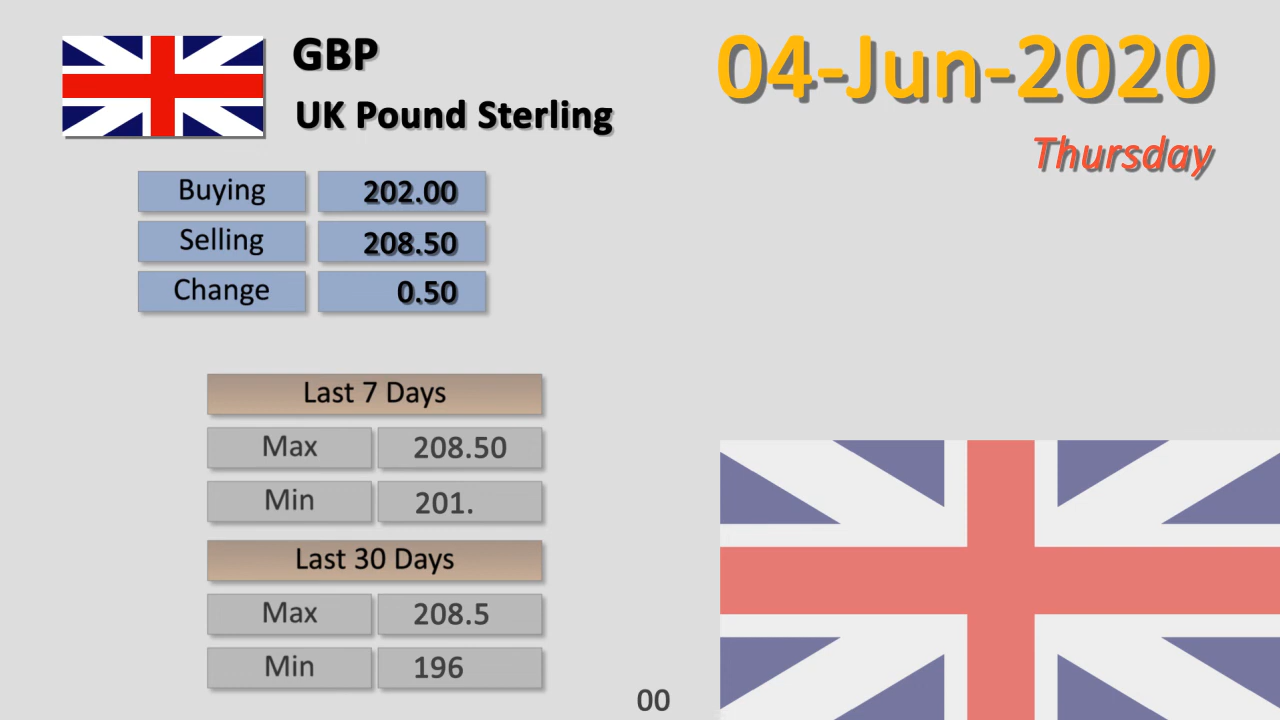 GBP
UK Pound Sterling
04-Jun-2020
Thursday
Buying 202.00
Selling 208.50
Change 0.50
Last 7 Days
Max 208.50
Min 201.
Last 30 Days
Max 208.5
Min 196
00